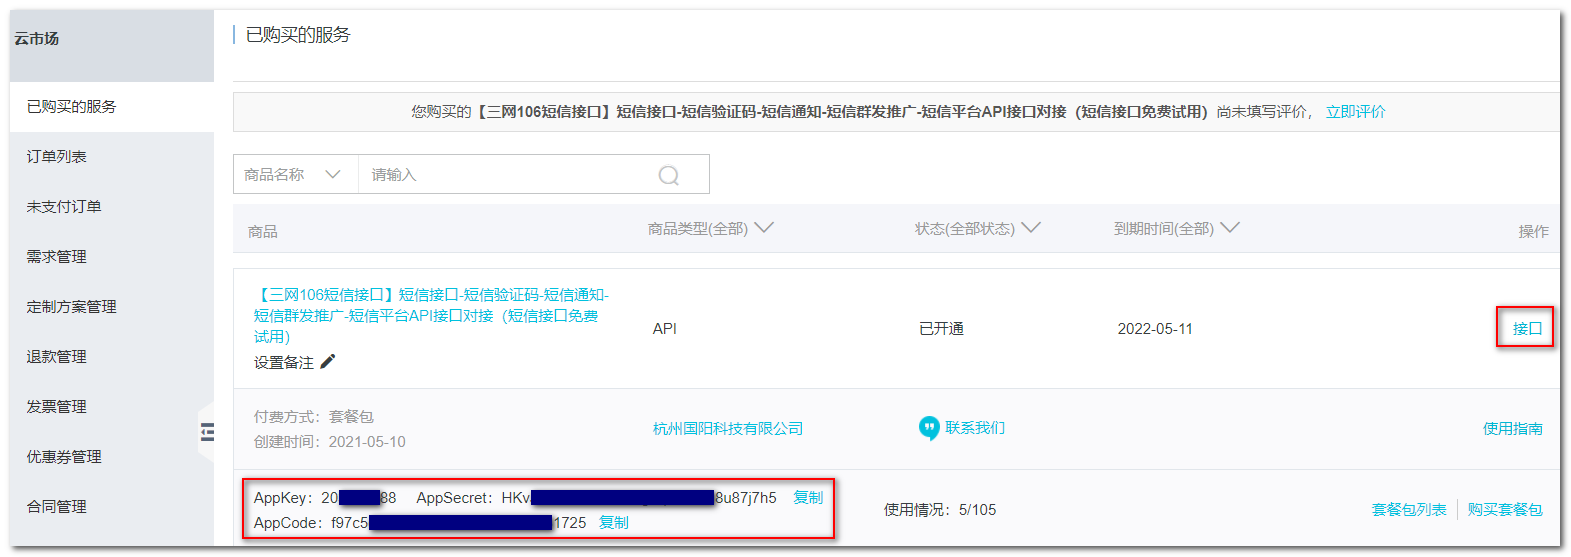 云市场
已购买的服务
订单列表
未支付订单
需求管理
定制方案管理
退款管理
发票管理
优惠券管理
合同管理
已购买的服务
您购买的【三网106短信接口】短信接口-短信验证码-短信通知-短信群发推广-短信平台API接口对接（短信接口免费试用）尚未填写评价， 立即评价
商品名称 请输入
商品 商品类型(全部) 状态(全部状态) 到期时间(全部) 操作
【三网106短信接口】短信接口-短信验证码-短信通知-
短信群发推广-短信平台API接口对接（短信接口免费
试用）
设置备注
API 已开通 2022-05-11 接口
付费方式：套餐包
创建时间：2021-05-10
杭州国阳科技有限公司 联系我们 使用指南
AppKey：20 88 AppSecret：HKv 8u87j7h5 复制
AppCode：f97c5 1725 复制
使用情况：5/105 套餐包列表 购买套餐包